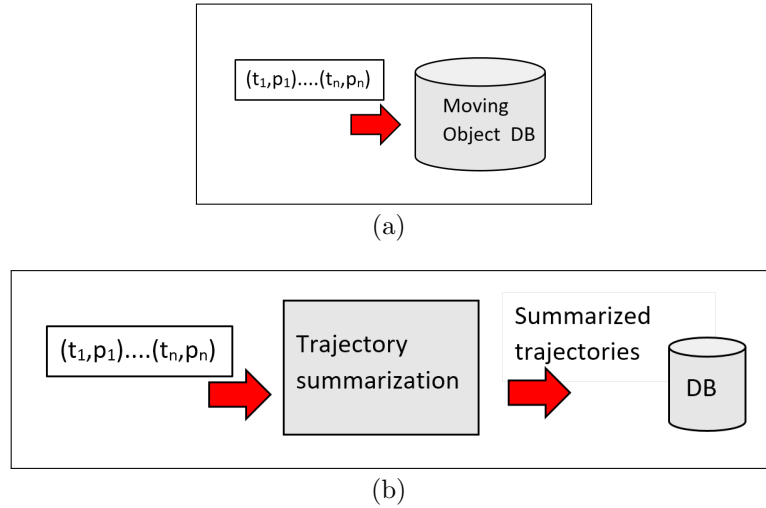 (t₁,p₁)....(tₙ,pₙ)
Moving
Object DB
(a)
(t₁,p₁)....(tₙ,pₙ)
Trajectory
summarization
Summarized
trajectories
DB
(b)